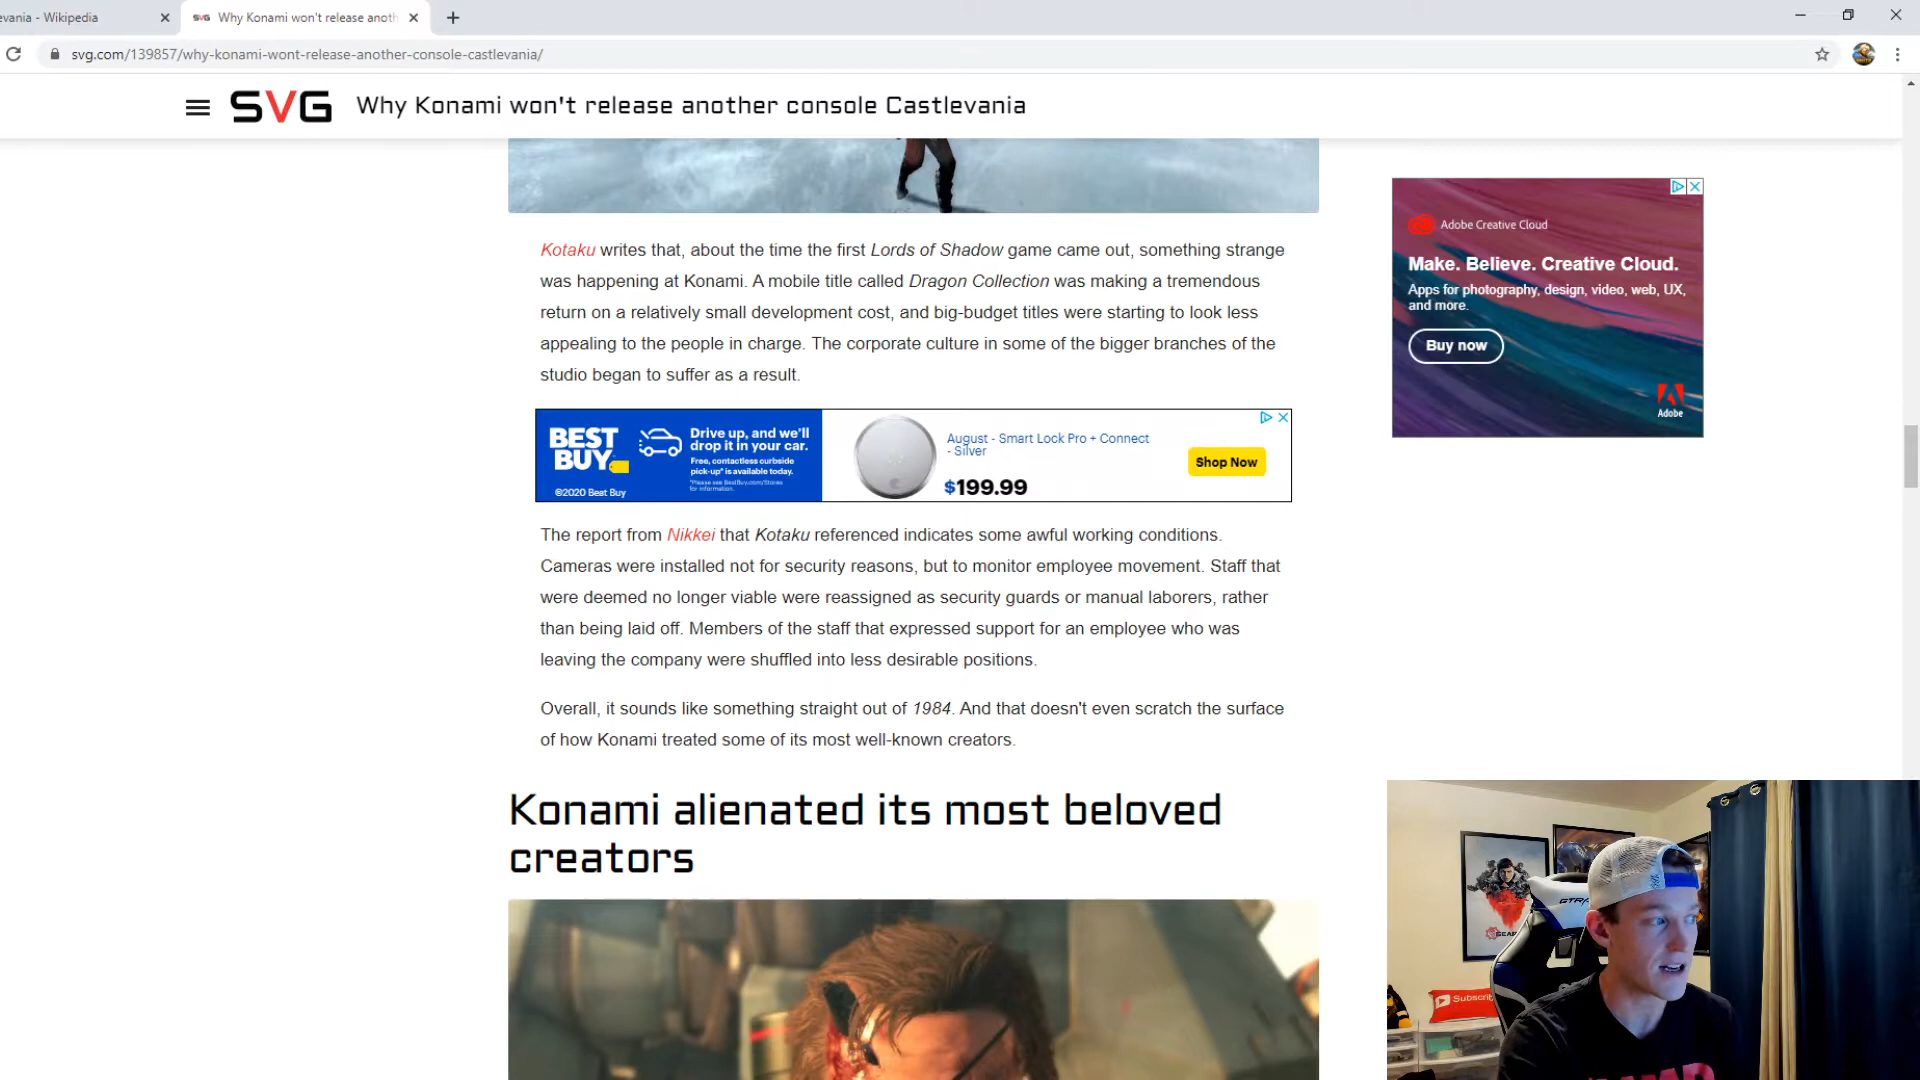 evania - Wikipedia
SVG Why Konami won't release anoth
svg.com/139857/why-konami-wont-release-another-console-castlevania/
SVG Why Konami won't release another console Castlevania
Kotaku writes that, about the time the first Lords of Shadow game came out, something strange
was happening at Konami. A mobile title called Dragon Collection was making a tremendous
return on a relatively small development cost, and big-budget titles were starting to look less
appealing to the people in charge. The corporate culture in some of the bigger branches of the
studio began to suffer as a result.
Adobe Creative Cloud
Make. Believe. Creative Cloud.
Apps for photography, design, video, web, UX,
and more.
Buy now
Adobe
BEST
BUY
©2020 Best Buy
Drive up, and we'll
drop it in your car.
Free, contactless curbside
pick-up* is available today.
*Please see BestBuy.com/Stores
for information.
August - Smart Lock Pro + Connect
- Silver
$199.99
Shop Now
The report from Nikkei that Kotaku referenced indicates some awful working conditions.
Cameras were installed not for security reasons, but to monitor employee movement. Staff that
were deemed no longer viable were reassigned as security guards or manual laborers, rather
than being laid off. Members of the staff that expressed support for an employee who was
leaving the company were shuffled into less desirable positions.
Overall, it sounds like something straight out of 1984. And that doesn't even scratch the surface
of how Konami treated some of its most well-known creators.
Konami alienated its most beloved
creators
GEAR
Subscri